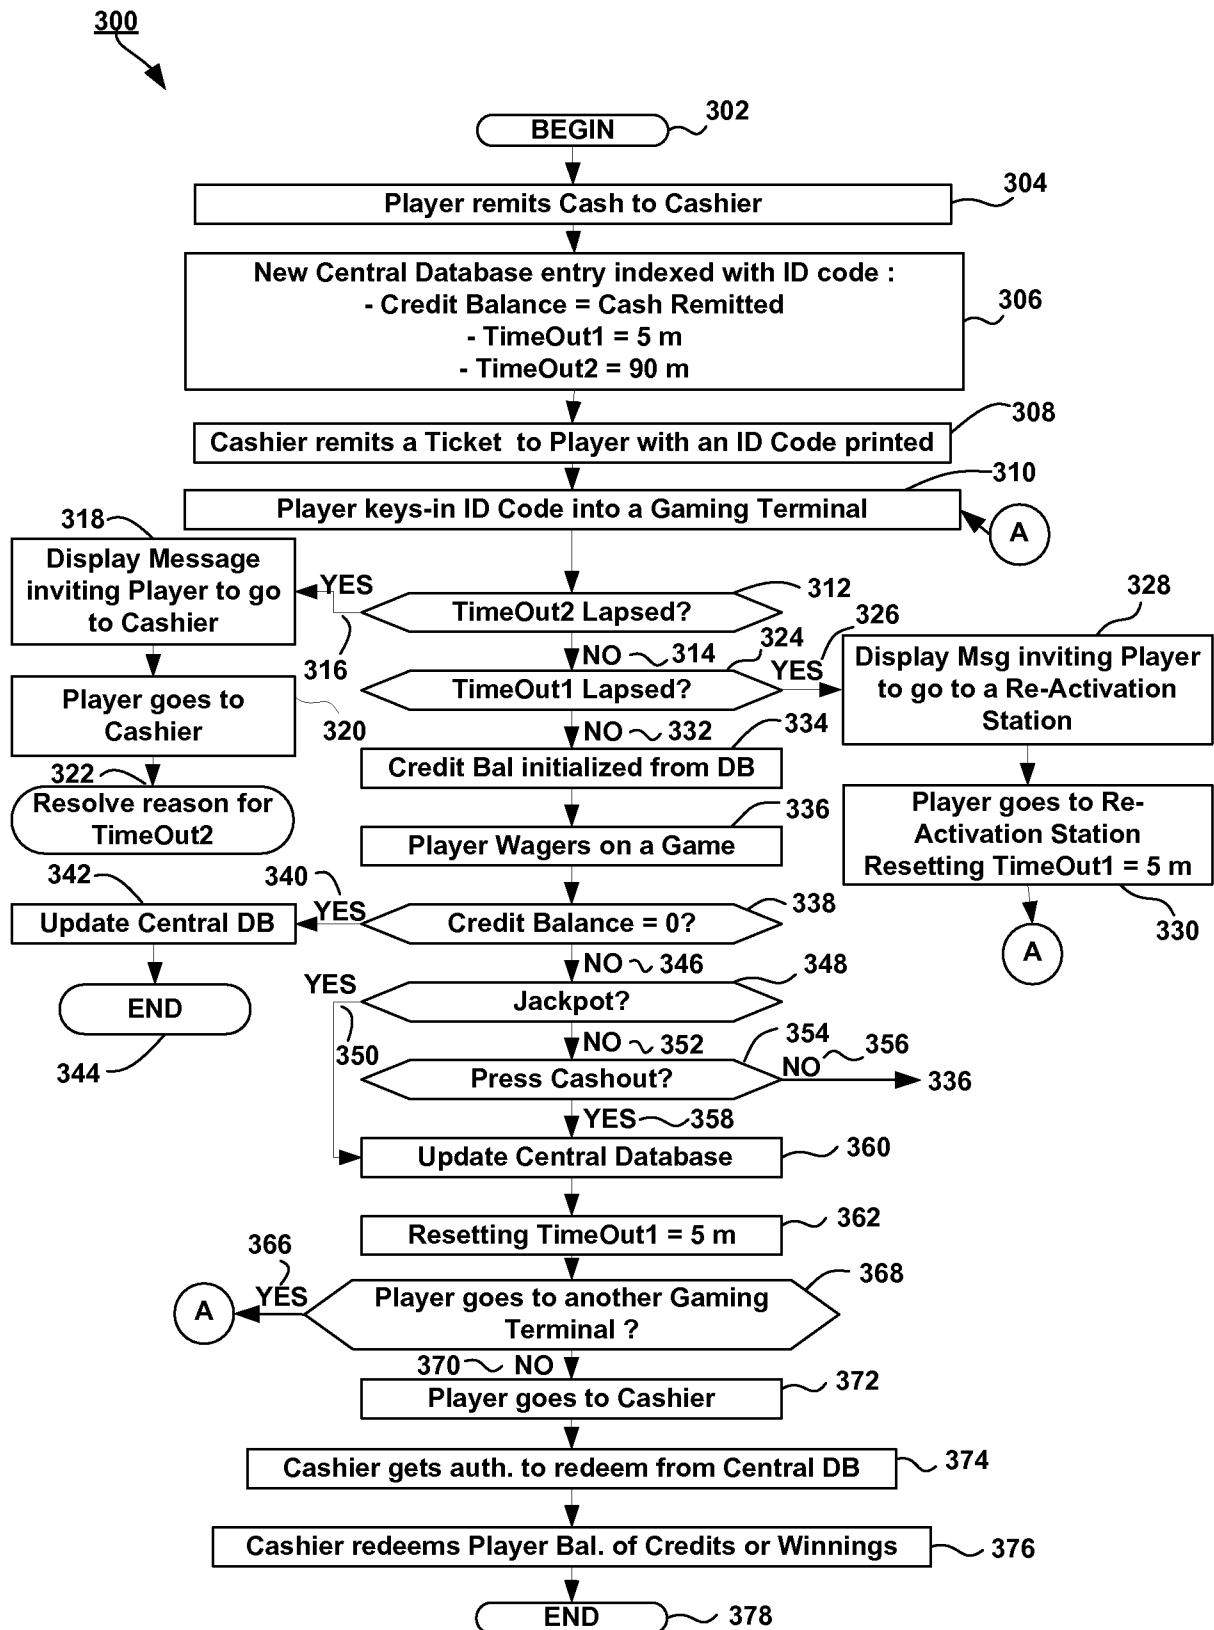 300
BEGIN
302
Player remits Cash to Cashier
304
New Central Database entry indexed with ID code :
- Credit Balance = Cash Remitted
- TimeOut1 = 5 m
- TimeOut2 = 90 m
306
308
Cashier remits a Ticket to Player with an ID Code printed
310
Player keys-in ID Code into a Gaming Terminal
A
318
Display Message
inviting Player to go
to Cashier
YES
316
TimeOut2 Lapsed?
312
NO
314
324
326
YES
328
Display Msg inviting Player
to go to a Re-Activation
Station
TimeOut1 Lapsed?
Player goes to
Cashier
320
NO
332
334
Credit Bal initialized from DB
322
Resolve reason for
TimeOut2
336
Player Wagers on a Game
Player goes to Re-
Activation Station
Resetting TimeOut1 = 5 m
330
A
342
340
Update Central DB
YES
Credit Balance = 0?
338
END
344
NO
346
348
YES
350
Jackpot?
NO
352
354
Press Cashout?
NO
356
336
YES
358
Update Central Database
360
Resetting TimeOut1 = 5 m
362
366
YES
A
Player goes to another Gaming
Terminal ?
368
370
NO
Player goes to Cashier
372
Cashier gets auth. to redeem from Central DB
374
Cashier redeems Player Bal. of Credits or Winnings
376
END
378